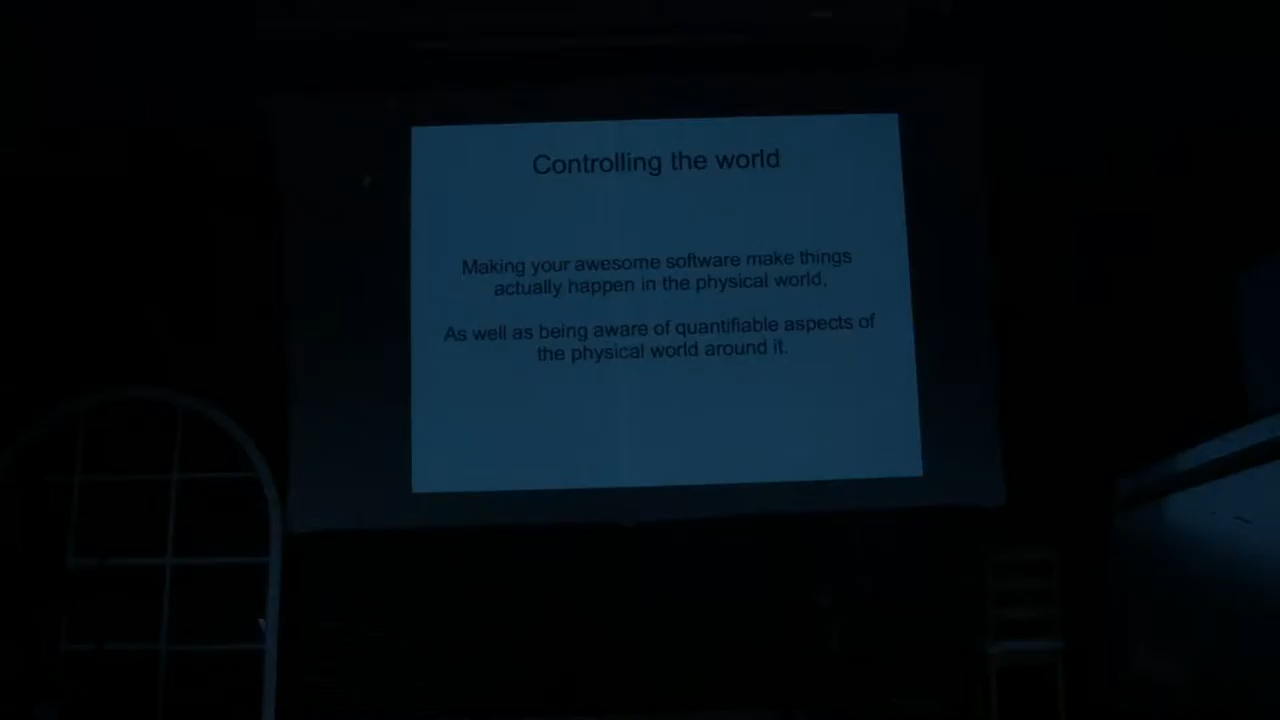 Controlling the world
Making your awesome software make things
actually happen in the physical world.
As well as being aware of quantifiable aspects of
the physical world around it.